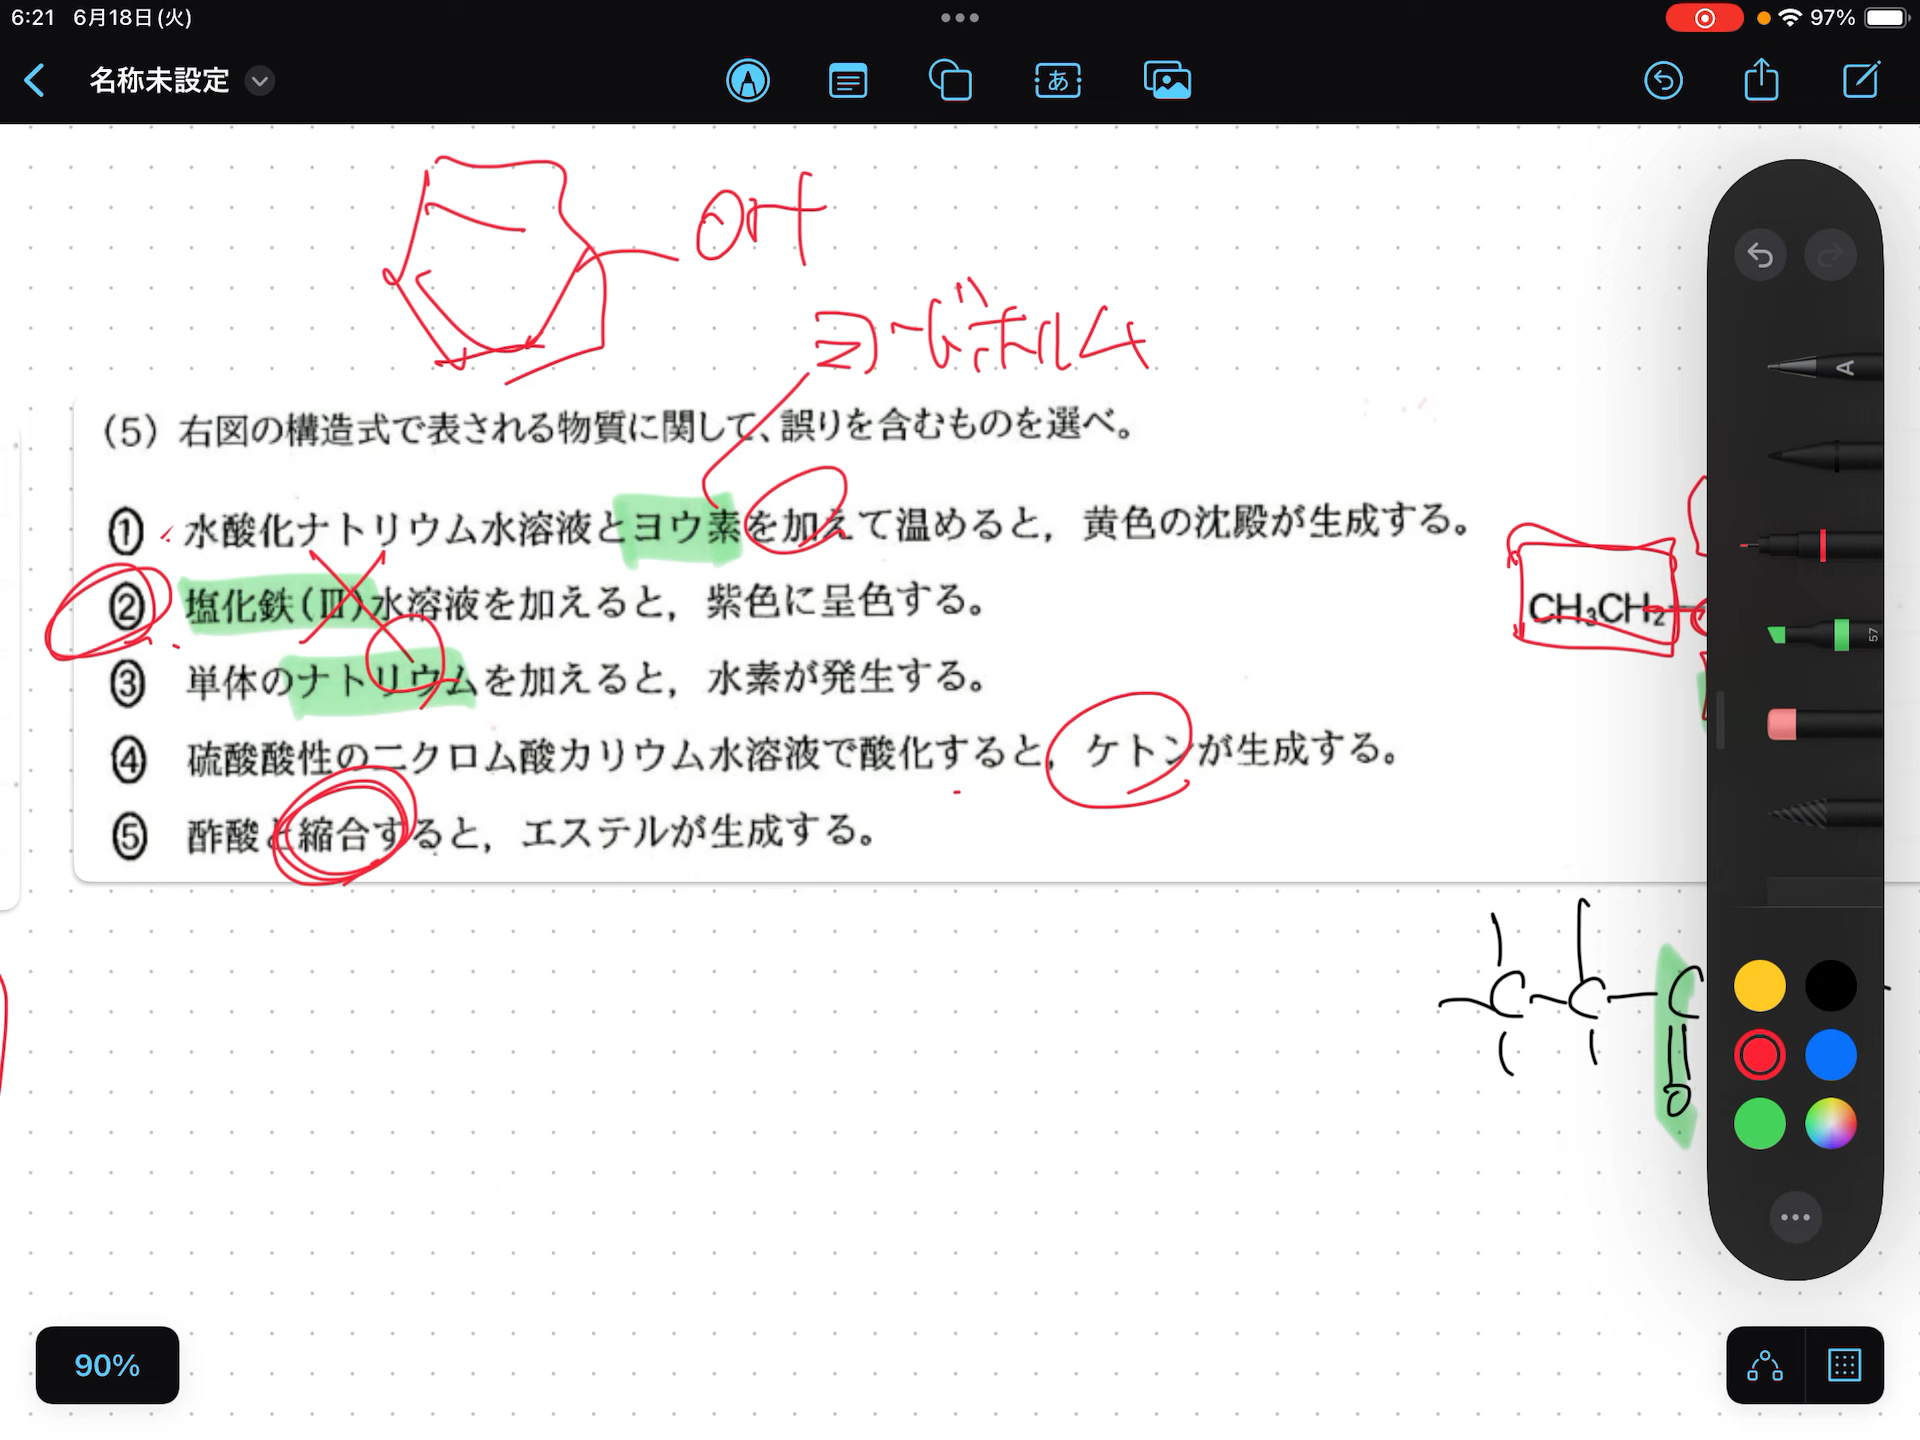 6:21 6月18日(火)
97%
名称未設定
あ
OH
ヨードホルム
(5) 右図の構造式で表される物質に関して、誤りを含むものを選べ。
① 水酸化ナトリウム水溶液とヨウ素を加えて温めると，黄色の沈殿が生成する。
② 塩化鉄(Ⅲ)水溶液を加えると，紫色に呈色する。
CH₃CH₂
③ 単体のナトリウムを加えると，水素が発生する。
④ 硫酸酸性の二クロム酸カリウム水溶液で酸化すると，ケトンが生成する。
⑤ 酢酸と縮合すると，エステルが生成する。
A
57
C C C
O
90%